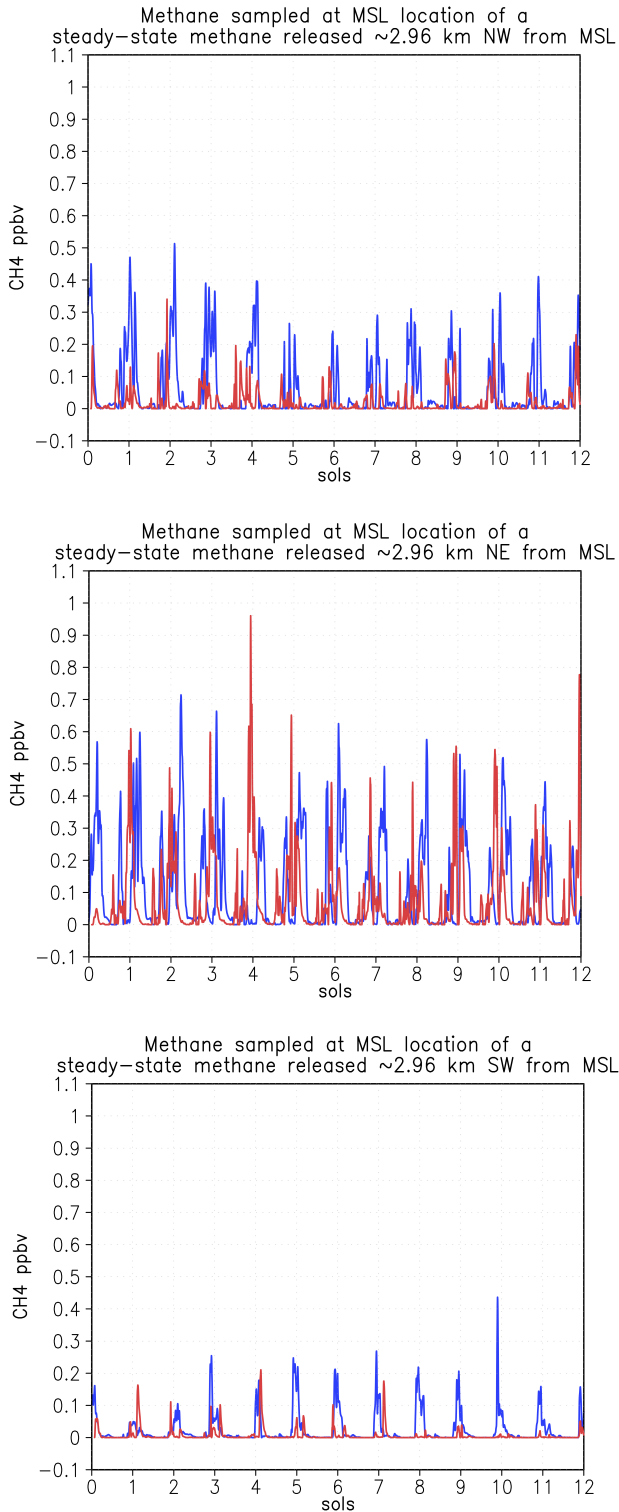 Methane sampled at MSL location of a
steady-state methane released ~2.96 km NW from MSL
1.1
1
0.9
0.8
0.7
0.6
0.5
0.4
0.3
0.2
0.1
0
-0.1
CH4 ppbv
0 1 2 3 4 5 6 7 8 9 10 11 12
sols
Methane sampled at MSL location of a
steady-state methane released ~2.96 km NE from MSL
1.1
1
0.9
0.8
0.7
0.6
0.5
0.4
0.3
0.2
0.1
0
-0.1
CH4 ppbv
0 1 2 3 4 5 6 7 8 9 10 11 12
sols
Methane sampled at MSL location of a
steady-state methane released ~2.96 km SW from MSL
1.1
1
0.9
0.8
0.7
0.6
0.5
0.4
0.3
0.2
0.1
0
-0.1
CH4 ppbv
0 1 2 3 4 5 6 7 8 9 10 11 12
sols